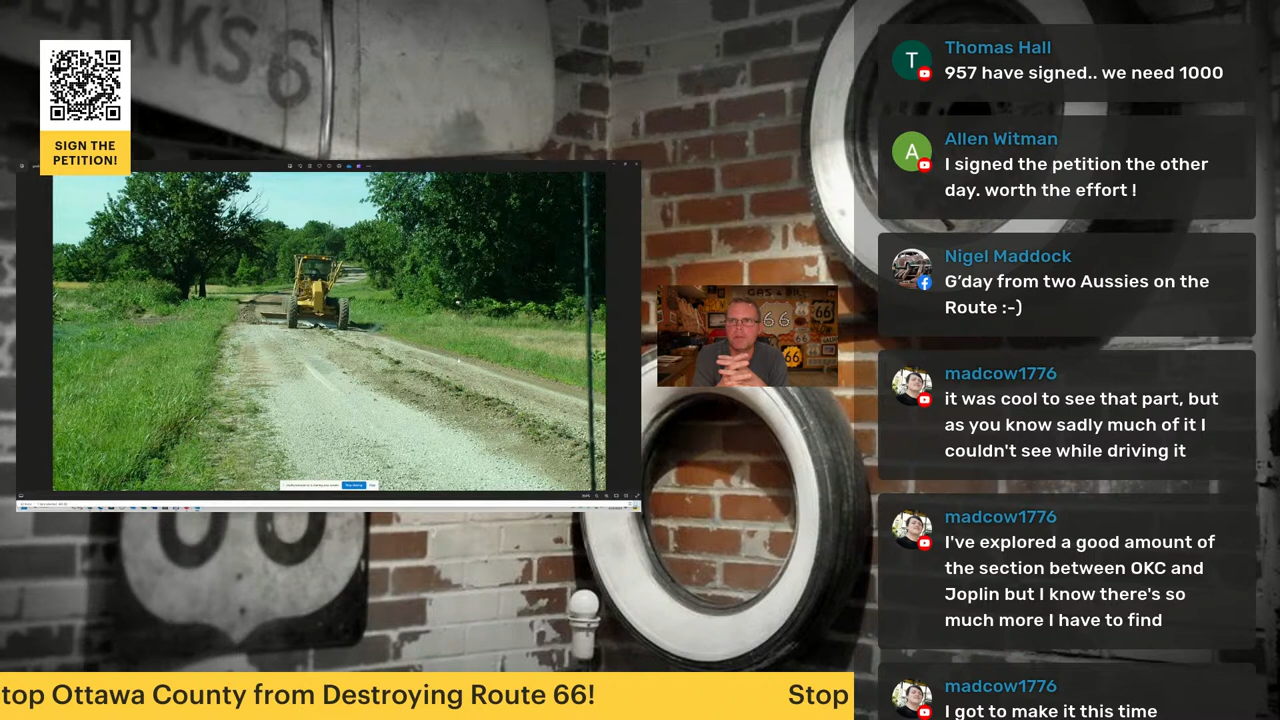 SIGN THE
PETITION!
66
66
Thomas Hall
957 have signed.. we need 1000
Allen Witman
I signed the petition the other
day. worth the effort !
Nigel Maddock
G’day from two Aussies on the
Route :-)
madcow1776
it was cool to see that part, but
as you know sadly much of it I
couldn't see while driving it
madcow1776
I've explored a good amount of
the section between OKC and
Joplin but I know there's so
much more I have to find
madcow1776
I got to make it this time
top Ottawa County from Destroying Route 66! Stop